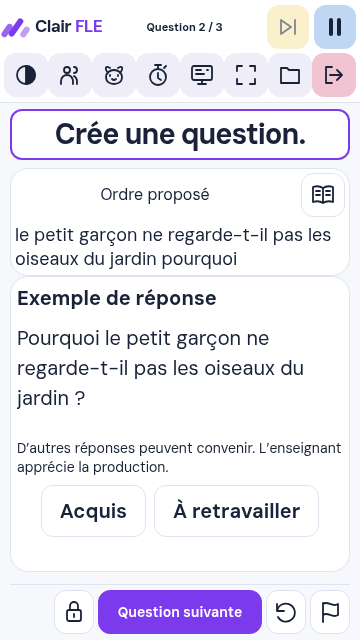 Clair FLE
Question 2 / 3
Crée une question.
Ordre proposé
le petit garçon ne regarde-t-il pas les
oiseaux du jardin pourquoi
Exemple de réponse
Pourquoi le petit garçon ne
regarde-t-il pas les oiseaux du
jardin ?
D'autres réponses peuvent convenir. L'enseignant
apprécie la production.
Acquis
À retravailler
Question suivante